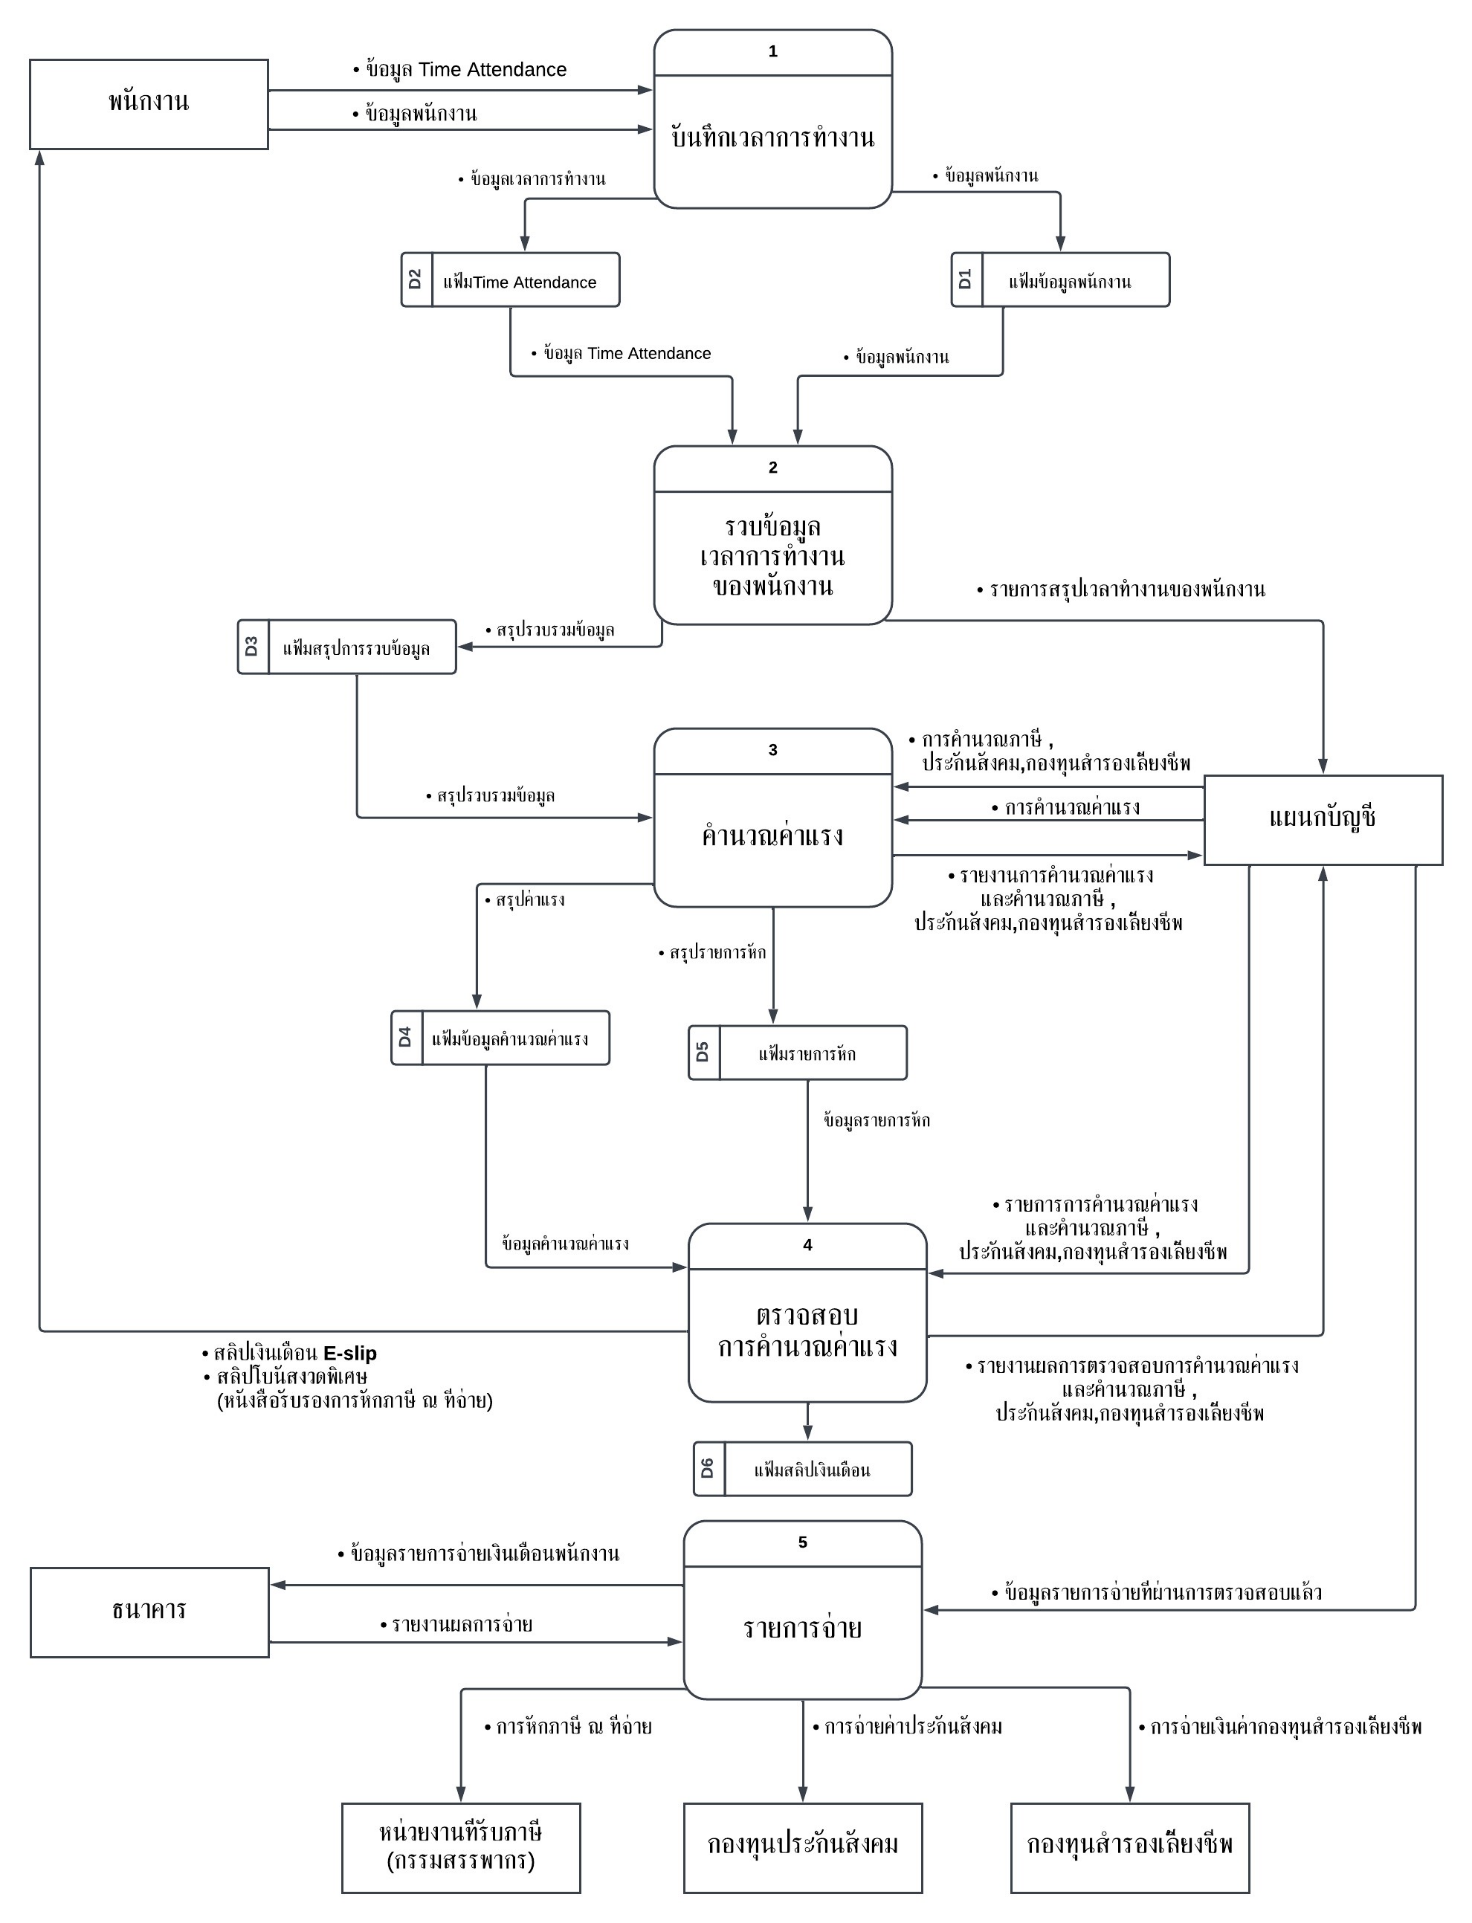 1
พนักงาน
• ข้อมูล Time Attendance
• ข้อมูลพนักงาน
บันทึกเวลาการทำงาน
• ข้อมูลเวลาการทำงาน
• ข้อมูลพนักงาน
D2
แฟ้มTime Attendance
D1
แฟ้มข้อมูลพนักงาน
• ข้อมูล Time Attendance
• ข้อมูลพนักงาน
2
รวบข้อมูล
เวลาการทำงาน
ของพนักงาน
• รายการสรุปเวลาทำงานของพนักงาน
• สรุปรวบรวมข้อมูล
D3
แฟ้มสรุปการรวบข้อมูล
3
คำนวณค่าแรง
• การคำนวณภาษี ,
ประกันสังคม,กองทุนสำรองเลี้ยงชีพ
• การคำนวณค่าแรง
แผนกบัญชี
• สรุปรวบรวมข้อมูล
• รายงานการคำนวณค่าแรง
และคำนวณภาษี ,
ประกันสังคม,กองทุนสำรองเลี้ยงชีพ
• สรุปค่าแรง
• สรุปรายการหัก
D4
แฟ้มข้อมูลคำนวณค่าแรง
D5
แฟ้มรายการหัก
ข้อมูลรายการหัก
• รายการการคำนวณค่าแรง
และคำนวณภาษี ,
ประกันสังคม,กองทุนสำรองเลี้ยงชีพ
ข้อมูลคำนวณค่าแรง
4
ตรวจสอบ
การคำนวณค่าแรง
• สลิปเงินเดือน E-slip
• สลิปโบนัสงวดพิเศษ
(หนังสือรับรองการหักภาษี ณ ที่จ่าย)
• รายงานผลการตรวจสอบการคำนวณค่าแรง
และคำนวณภาษี ,
ประกันสังคม,กองทุนสำรองเลี้ยงชีพ
D6
แฟ้มสลิปเงินเดือน
5
รายการจ่าย
• ข้อมูลรายการจ่ายเงินเดือนพนักงาน
ธนาคาร
• รายงานผลการจ่าย
• ข้อมูลรายการจ่ายที่ผ่านการตรวจสอบแล้ว
• การหักภาษี ณ ที่จ่าย
• การจ่ายค่าประกันสังคม
• การจ่ายเงินค่ากองทุนสำรองเลี้ยงชีพ
หน่วยงานที่รับภาษี
(กรรมสรรพากร)
กองทุนประกันสังคม
กองทุนสำรองเลี้ยงชีพ